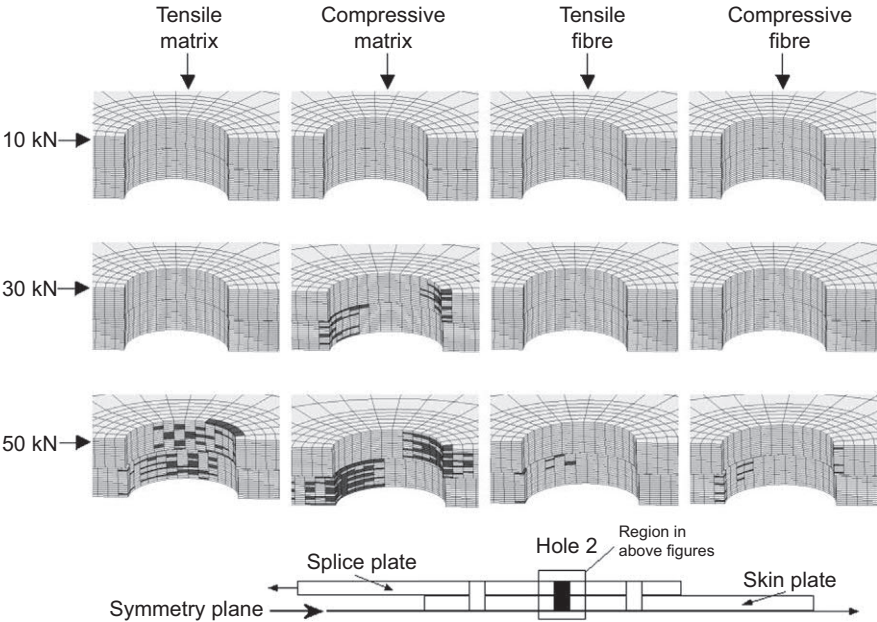 Tensile matrix
Compressive matrix
Tensile fibre
Compressive fibre
10 kN
30 kN
50 kN
Hole 2
Region in above figures
Splice plate
Skin plate
Symmetry plane